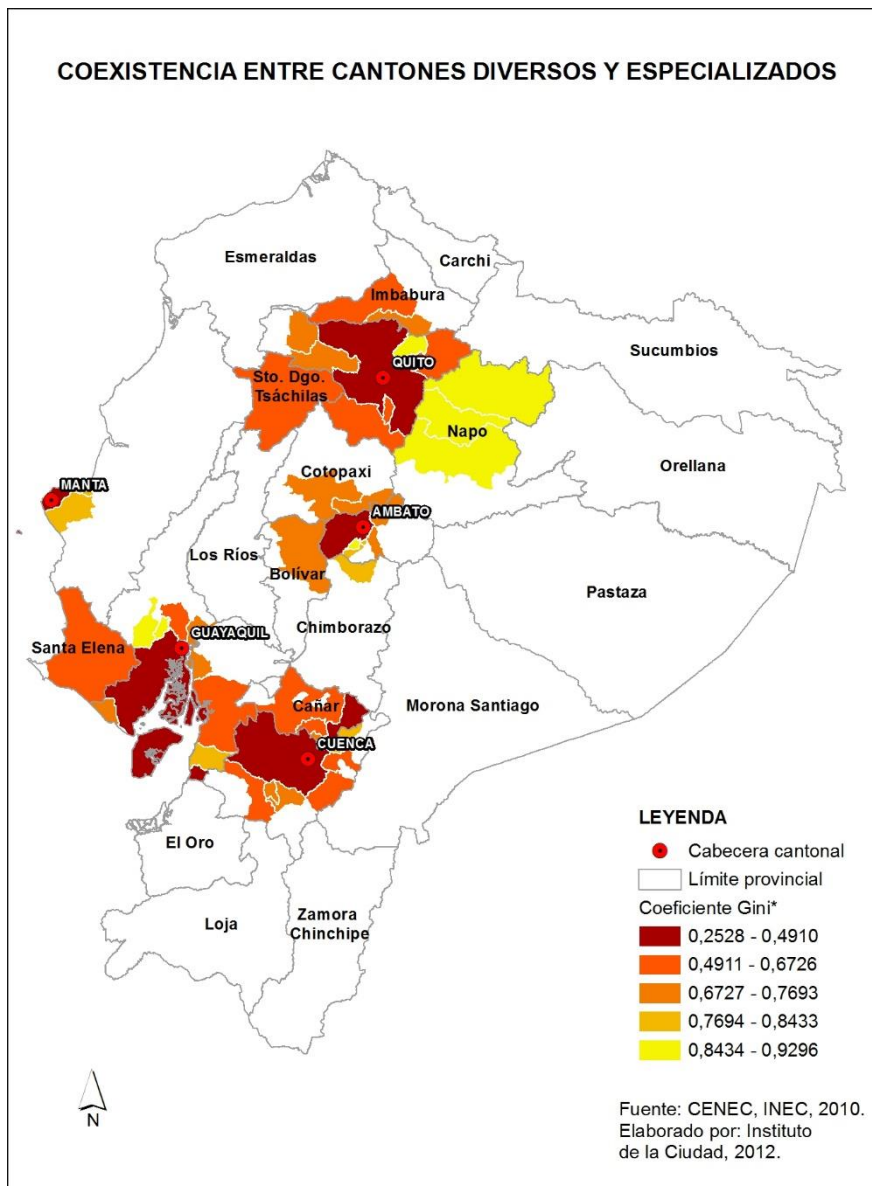 COEXISTENCIA ENTRE CANTONES DIVERSOS Y ESPECIALIZADOS
Esmeraldas
Carchi
Imbabura
Sucumbios
QUITO
Sto. Dgo.
Tsáchilas
Napo
Orellana
Cotopaxi
MANTA
AMBATO
Los Ríos
Bolívar
Pastaza
Chimborazo
GUAYAQUIL
Santa Elena
Cañar
Morona Santiago
CUENCA
El Oro
Loja
Zamora
Chinchipe
LEYENDA
Cabecera cantonal
Límite provincial
Coeficiente Gini*
0,2528 - 0,4910
0,4911 - 0,6726
0,6727 - 0,7693
0,7694 - 0,8433
0,8434 - 0,9296
N
Fuente: CENEC, INEC, 2010.
Elaborado por: Instituto
de la Ciudad, 2012.